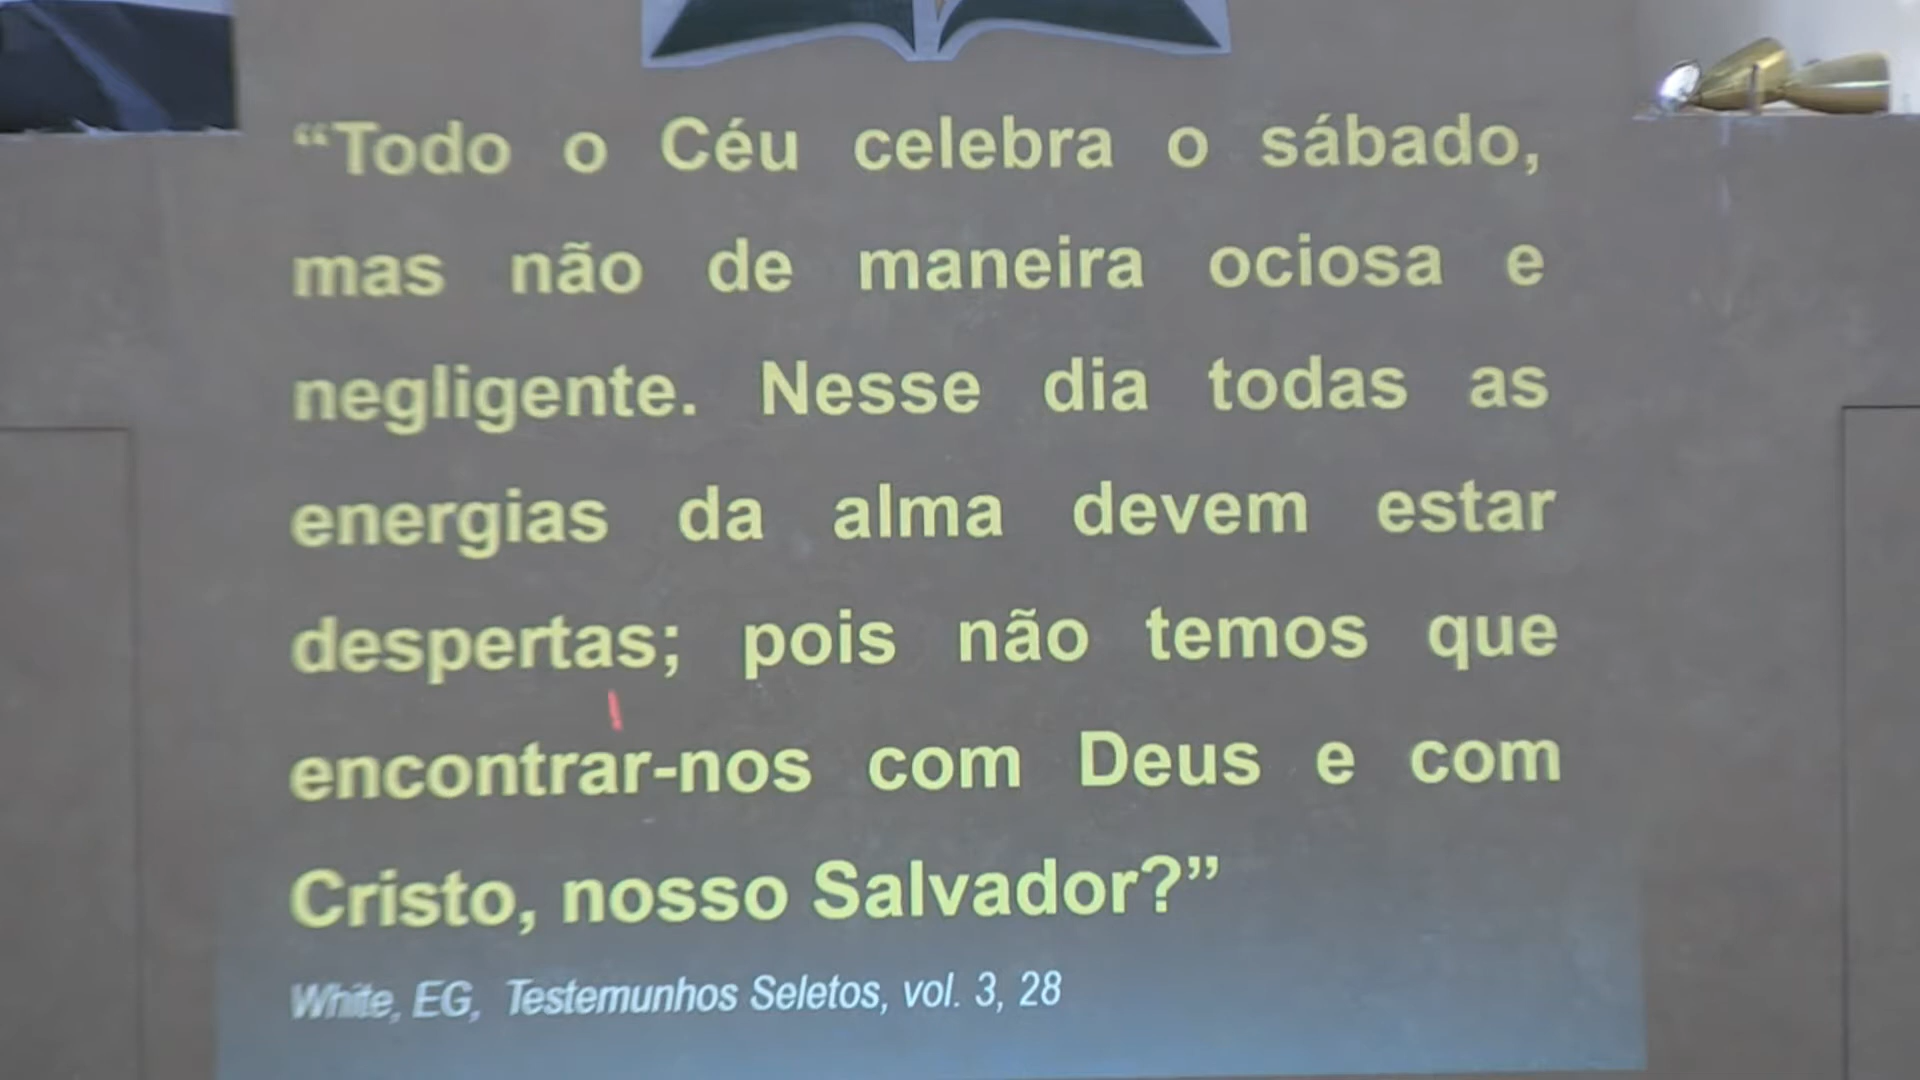 “Todo o Céu celebra o sábado,
mas não de maneira ociosa e
negligente. Nesse dia todas as
energias da alma devem estar
despertas; pois não temos que
encontrar-nos com Deus e com
Cristo, nosso Salvador?”
White, EG, Testemunhos Seletos, vol. 3, 28